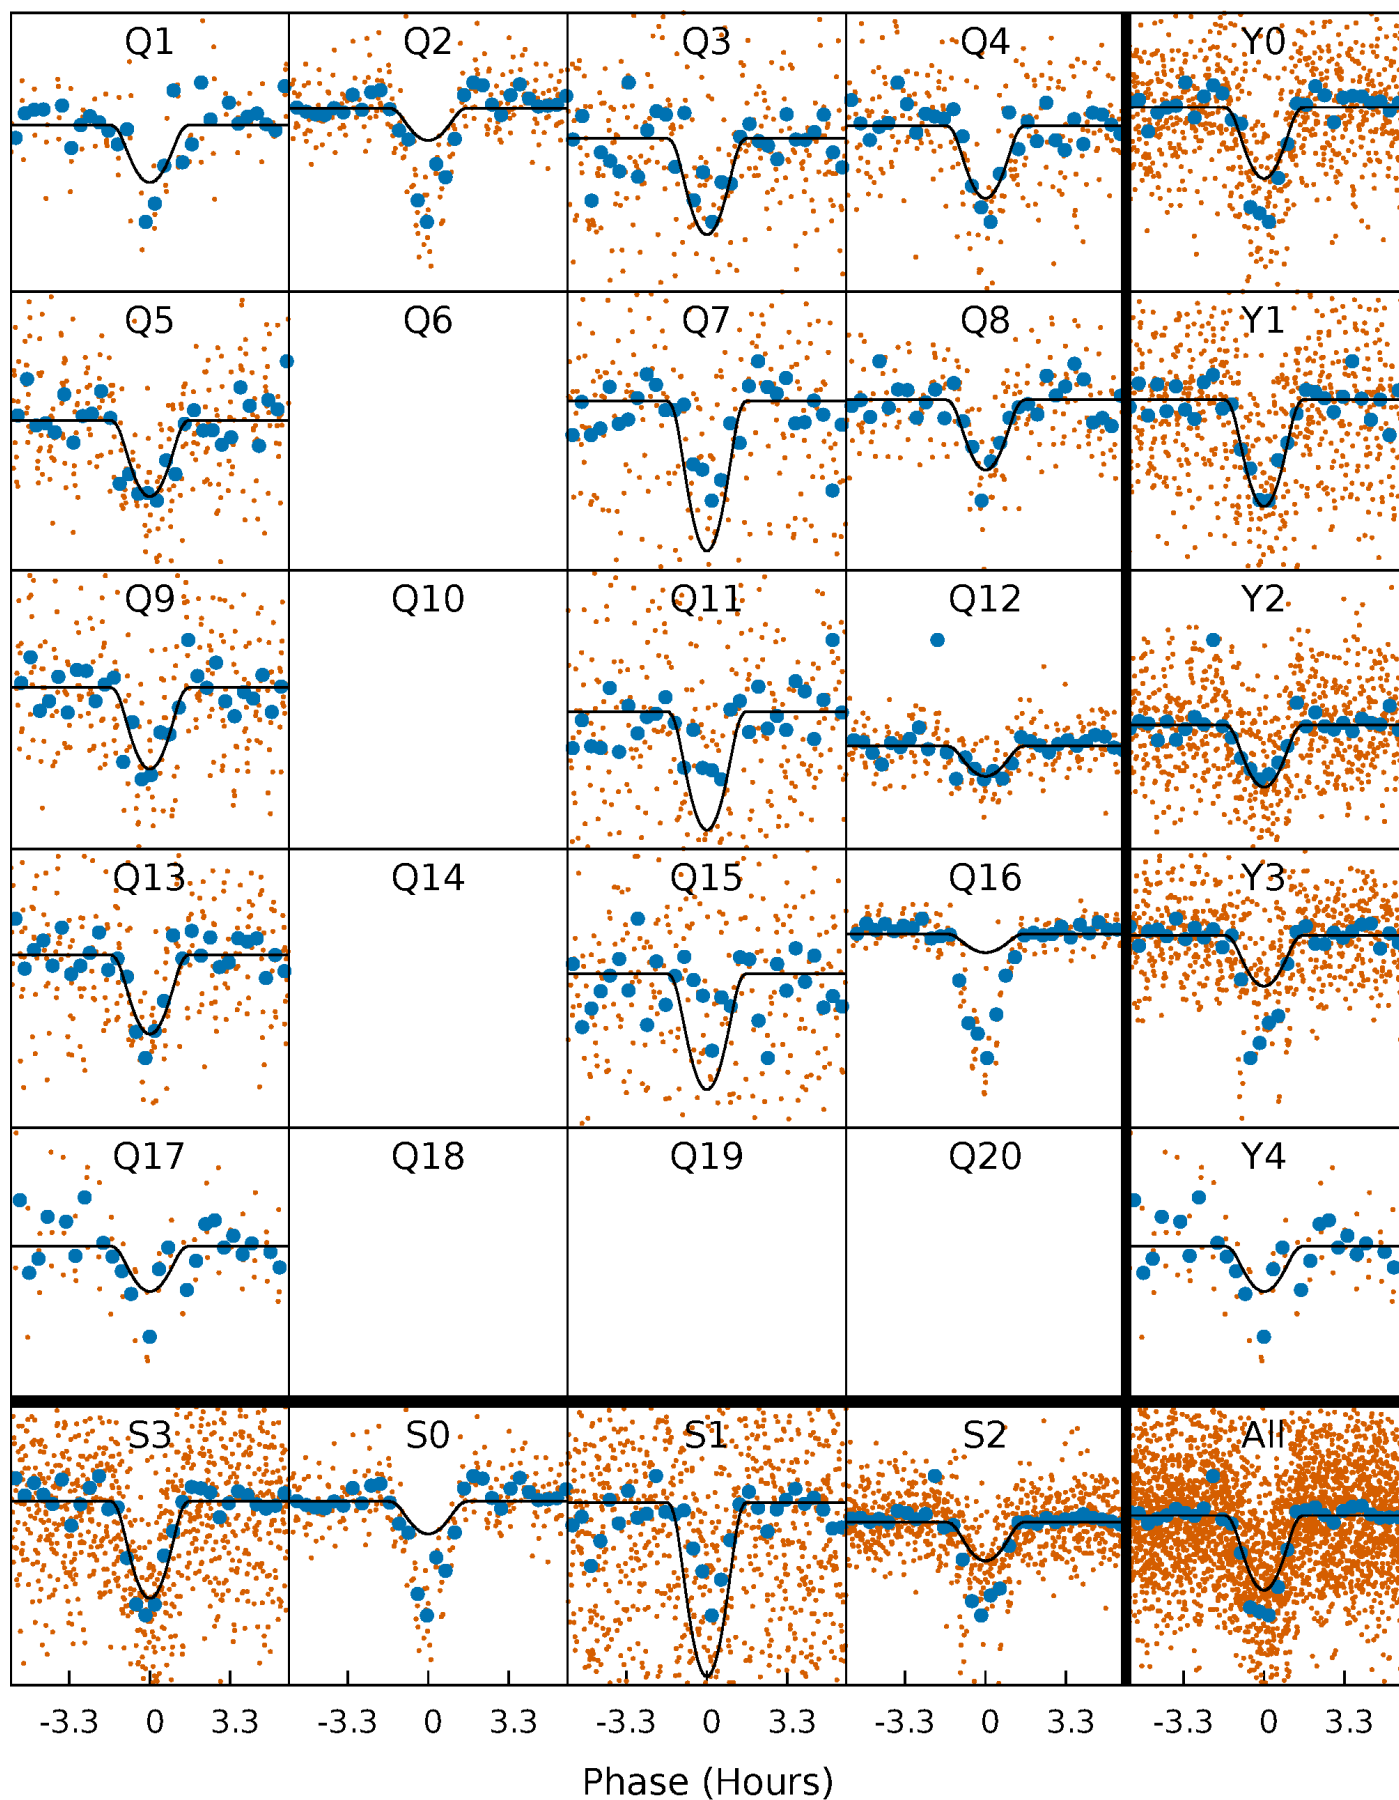 Q1 Q2 Q3 Q4 Y0
Q5 Q6 Q7 Q8 Y1
Q9 Q10 Q11 Q12 Y2
Q13 Q14 Q15 Q16 Y3
Q17 Q18 Q19 Q20 Y4
S3 S0 S1 S2 All
-3.3 0 3.3 -3.3 0 3.3 -3.3 0 3.3 -3.3 0 3.3 -3.3 0 3.3
Phase (Hours)